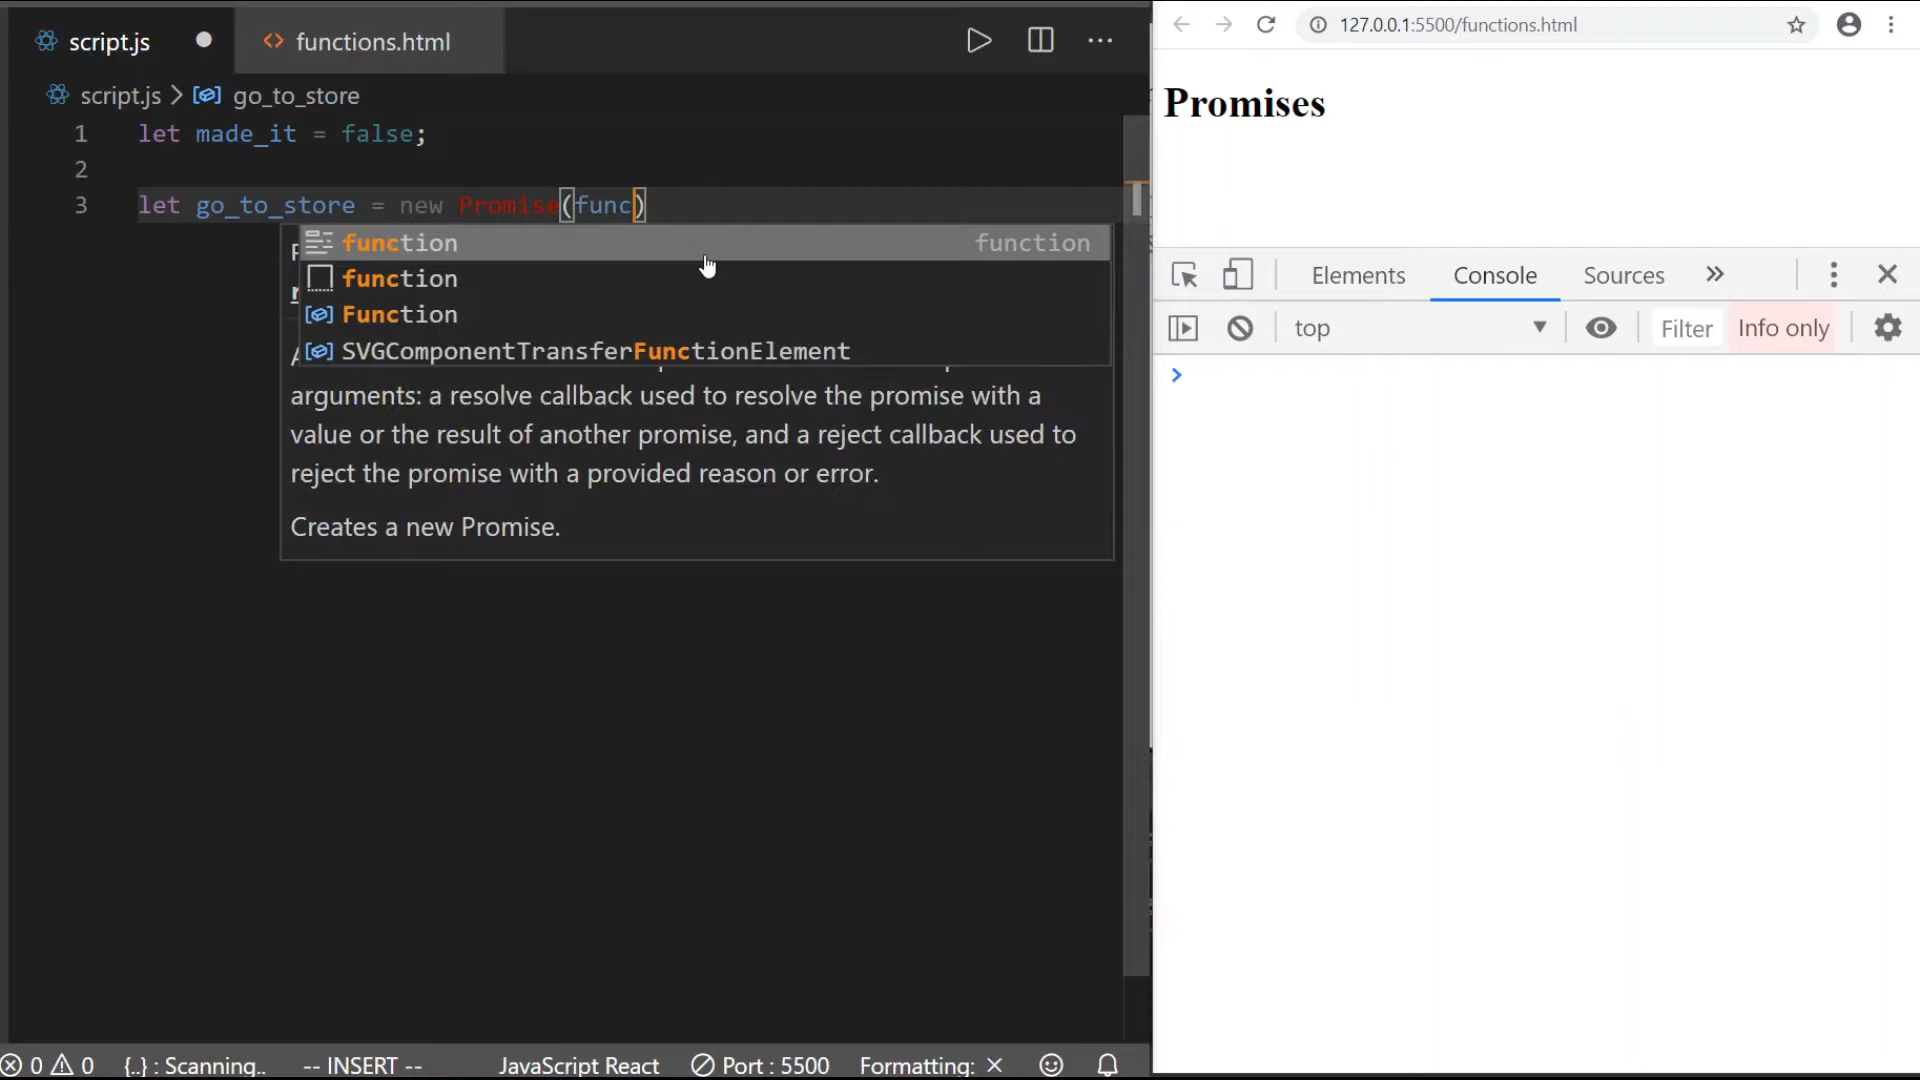 script.js functions.html
script.js > go_to_store
1 let made_it = false;
2
3 let go_to_store = new Promise(func)
function function
function
Function
SVGComponentTransferFunctionElement
arguments: a resolve callback used to resolve the promise with a
value or the result of another promise, and a reject callback used to
reject the promise with a provided reason or error.
Creates a new Promise.
0 0 {..} : Scanning.. -- INSERT -- JavaScript React Port : 5500 Formatting: ×
127.0.0.1:5500/functions.html
Promises
Elements Console Sources »
top Filter Info only
>